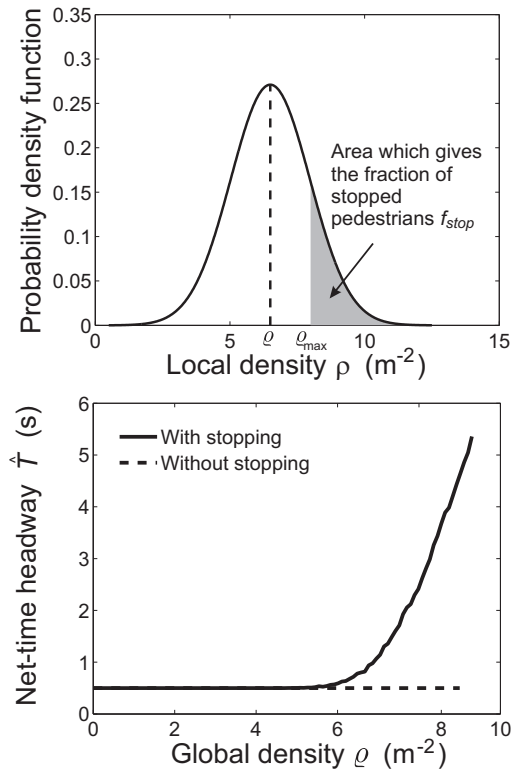 0.35
0.3
0.25
0.2
0.15
0.1
0.05
0
Probability density function
Area which gives
the fraction of
stopped
pedestrians f_stop
0 5 10 15
ϱ ϱ_max
Local density ρ (m⁻²)
6
5
4
3
2
1
0
Net-time headway T̂ (s)
With stopping
Without stopping
0 2 4 6 8 10
Global density ϱ (m⁻²)